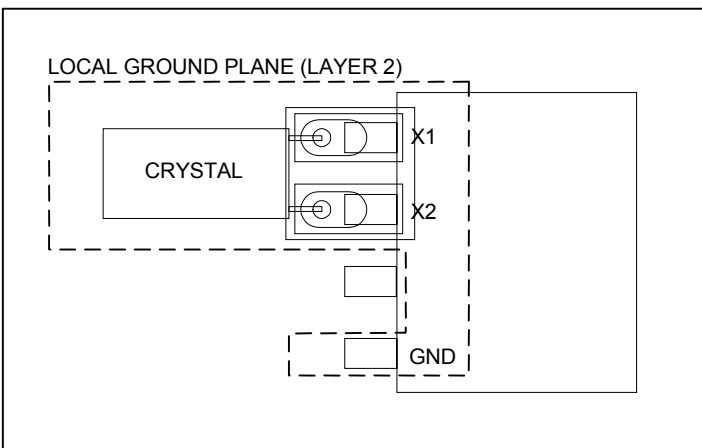 LOCAL GROUND PLANE (LAYER 2)
X1
CRYSTAL
X2
GND